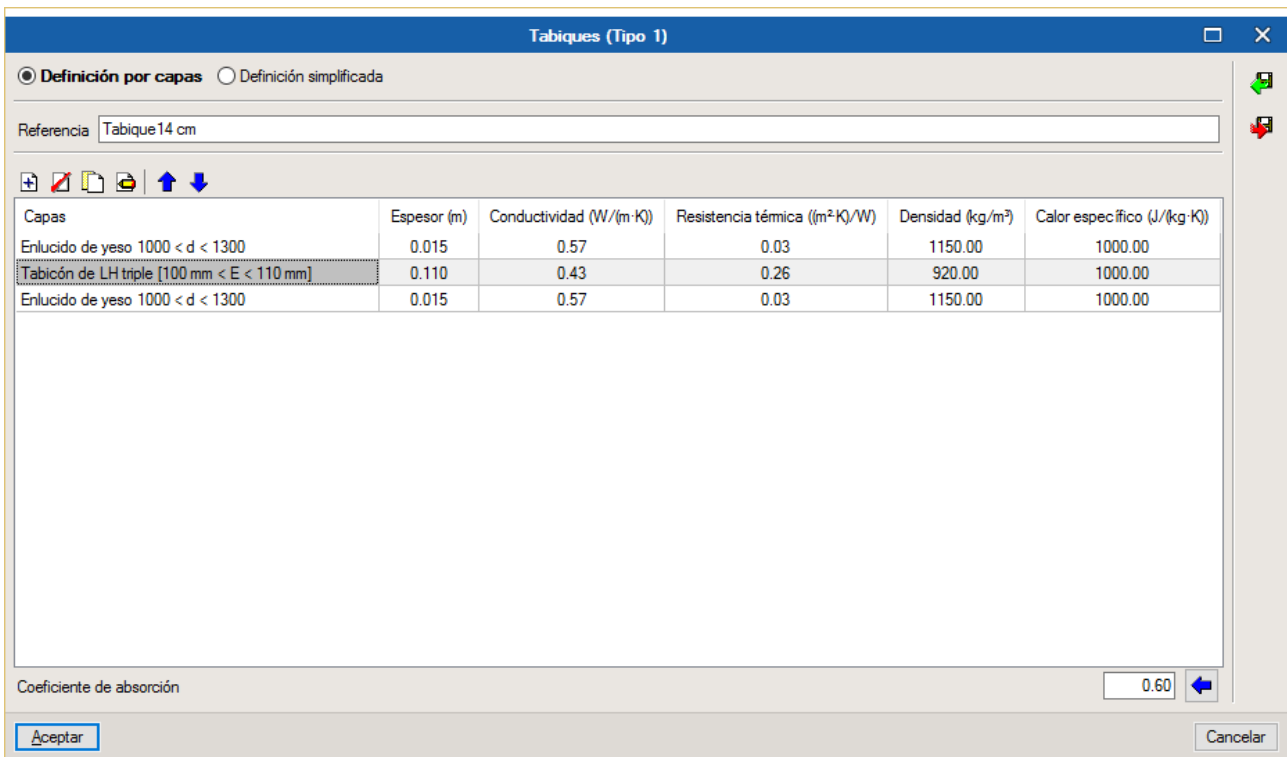 Tabiques (Tipo 1)
Definición por capas Definición simplificada
Referencia Tabique14 cm
Capas Espesor (m) Conductividad (W/(m·K)) Resistencia térmica ((m²·K)/W) Densidad (kg/m³) Calor específico (J/(kg·K))
Enlucido de yeso 1000 < d < 1300 0.015 0.57 0.03 1150.00 1000.00
Tabicón de LH triple [100 mm < E < 110 mm] 0.110 0.43 0.26 920.00 1000.00
Enlucido de yeso 1000 < d < 1300 0.015 0.57 0.03 1150.00 1000.00
Coeficiente de absorción 0.60
Aceptar Cancelar